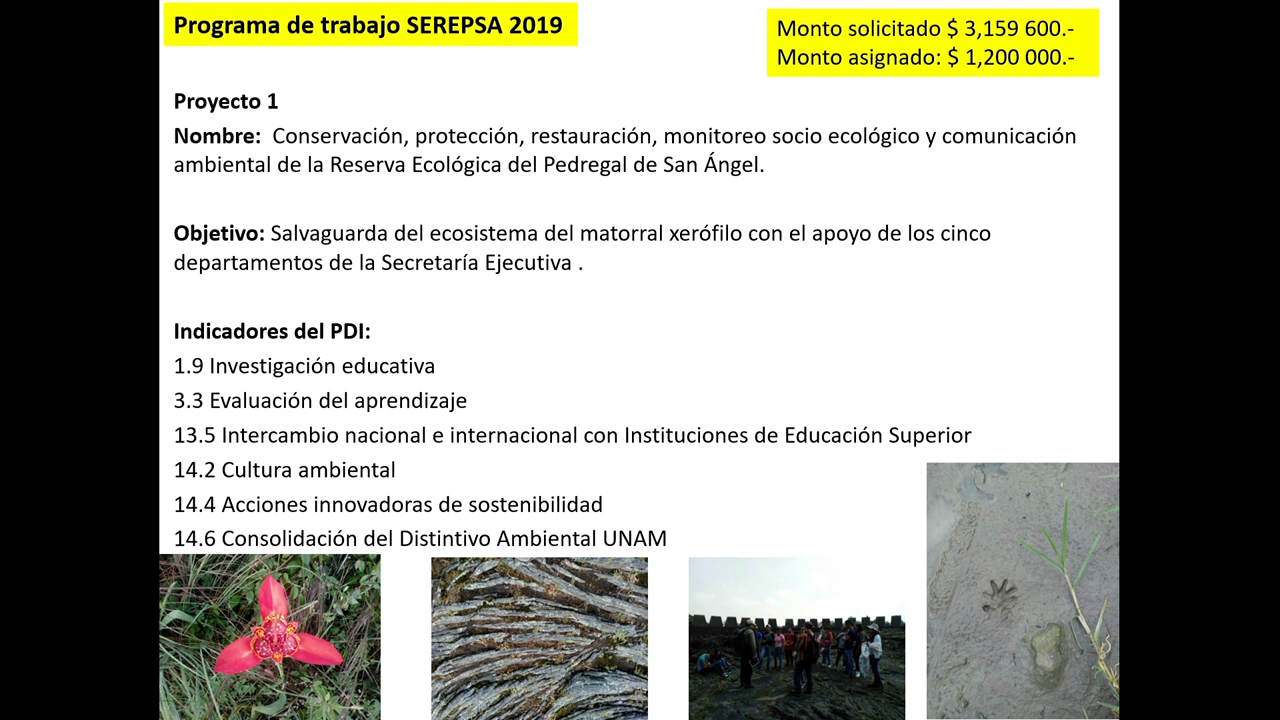 Programa de trabajo SEREPSA 2019
Monto solicitado $ 3,159 600.-
Monto asignado: $ 1,200 000.-
Proyecto 1
Nombre: Conservación, protección, restauración, monitoreo socio ecológico y comunicación
ambiental de la Reserva Ecológica del Pedregal de San Ángel.
Objetivo: Salvaguarda del ecosistema del matorral xerófilo con el apoyo de los cinco
departamentos de la Secretaría Ejecutiva .
Indicadores del PDI:
1.9 Investigación educativa
3.3 Evaluación del aprendizaje
13.5 Intercambio nacional e internacional con Instituciones de Educación Superior
14.2 Cultura ambiental
14.4 Acciones innovadoras de sostenibilidad
14.6 Consolidación del Distintivo Ambiental UNAM